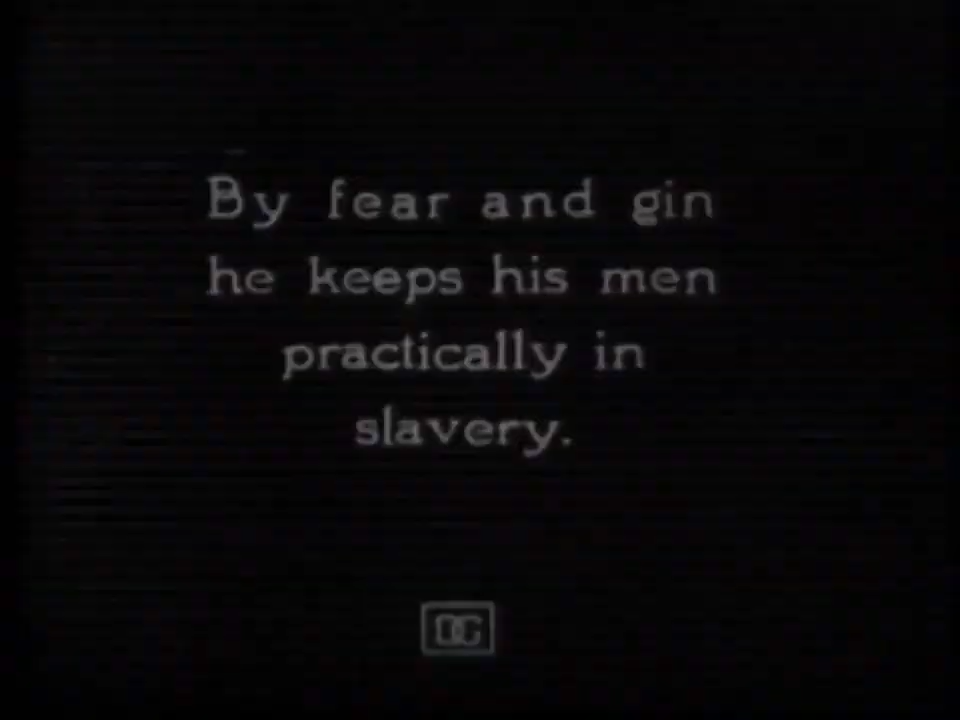 By fear and gin
he keeps his men
practically in
slavery.
DG